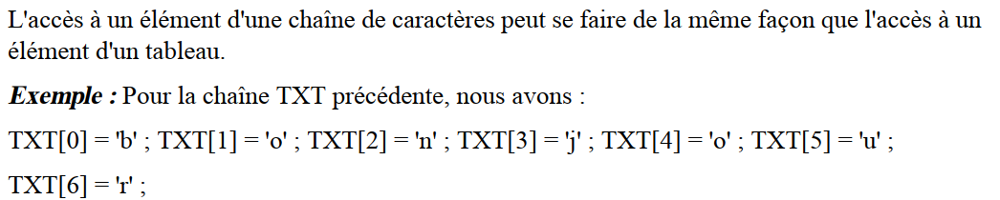 L'accès à un élément d'une chaîne de caractères peut se faire de la même façon que l'accès à un
élément d'un tableau.
Exemple : Pour la chaîne TXT précédente, nous avons :
TXT[0] = 'b' ; TXT[1] = 'o' ; TXT[2] = 'n' ; TXT[3] = 'j' ; TXT[4] = 'o' ; TXT[5] = 'u' ;
TXT[6] = 'r' ;